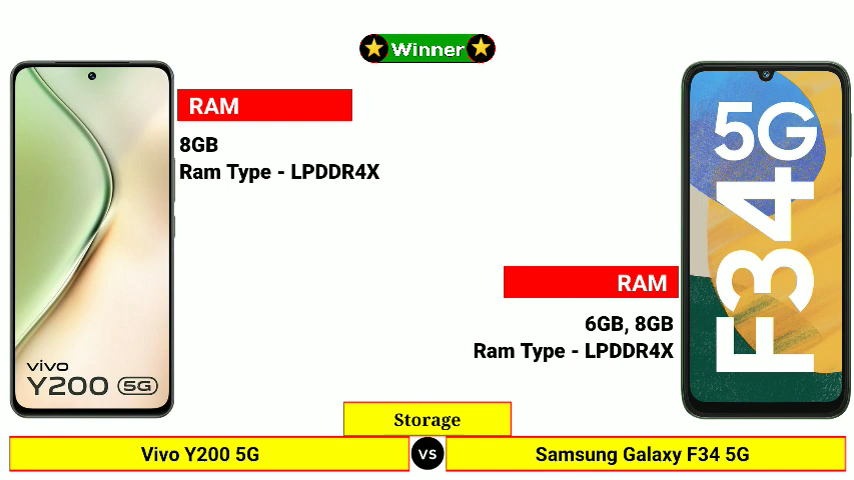 Winner
RAM
8GB
Ram Type - LPDDR4X
vivo
Y200 5G
5G
F34
RAM
6GB, 8GB
Ram Type - LPDDR4X
Storage
Vivo Y200 5G
VS
Samsung Galaxy F34 5G